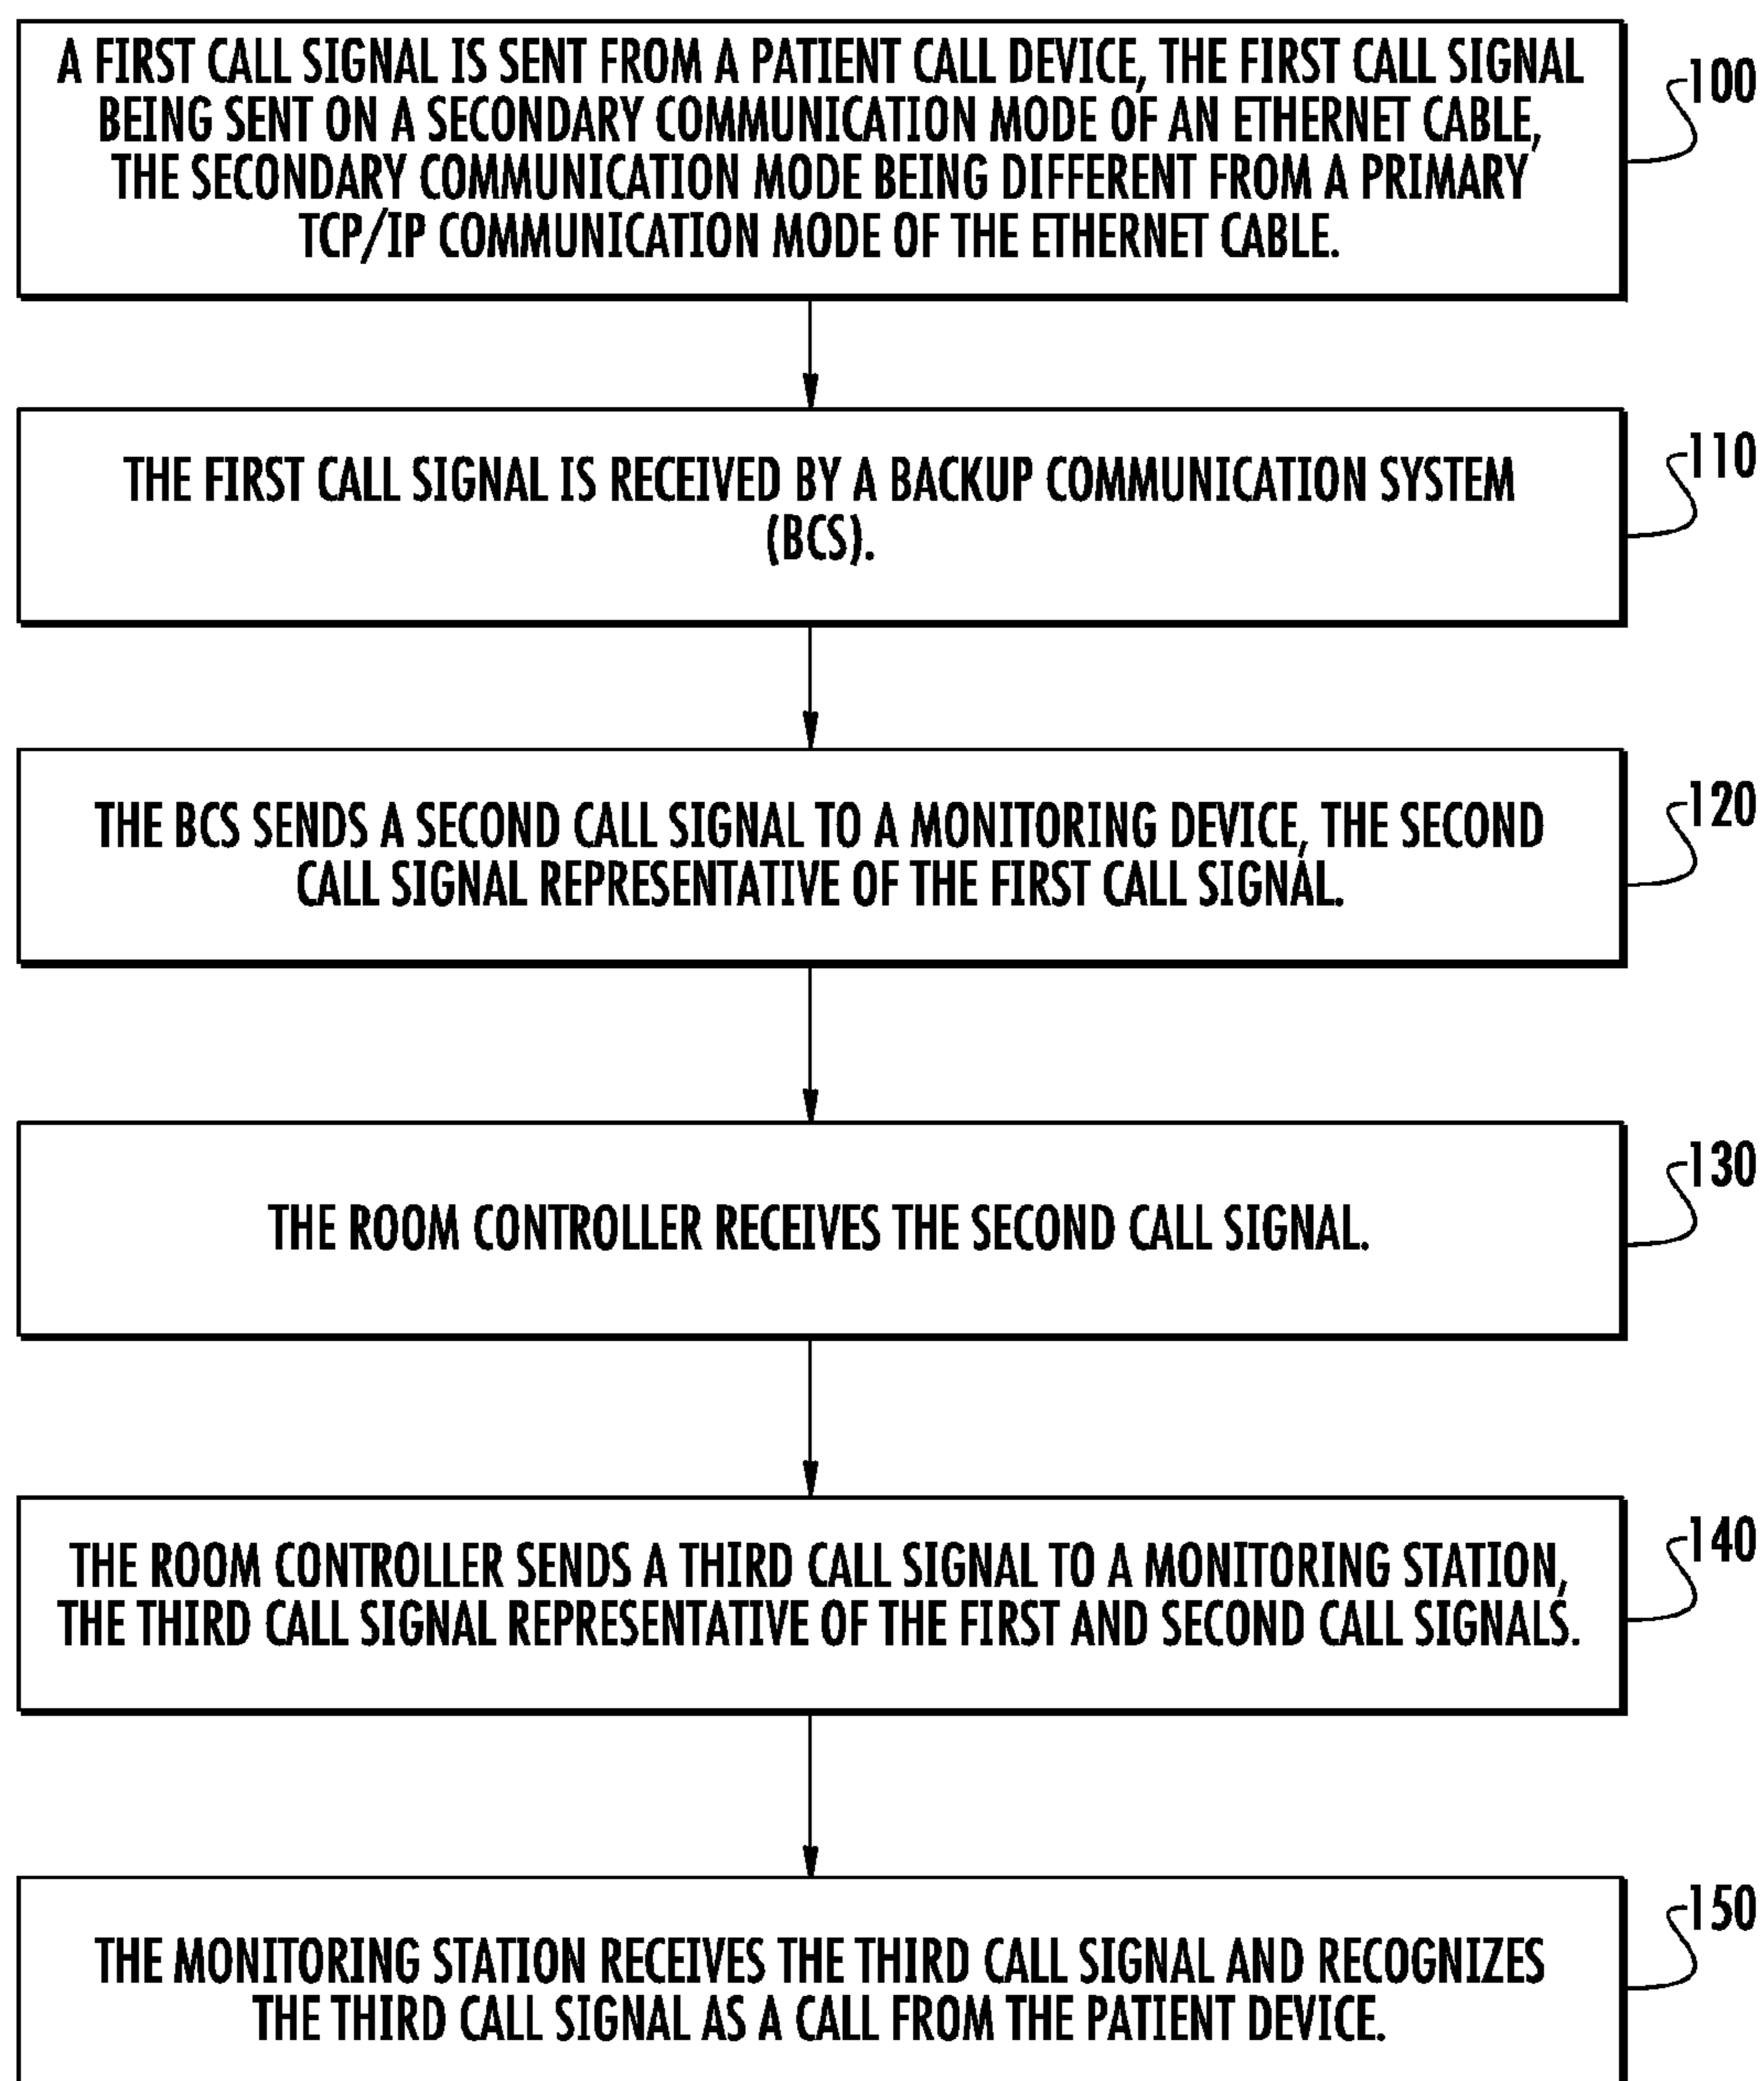 A FIRST CALL SIGNAL IS SENT FROM A PATIENT CALL DEVICE, THE FIRST CALL SIGNAL
BEING SENT ON A SECONDARY COMMUNICATION MODE OF AN ETHERNET CABLE,
THE SECONDARY COMMUNICATION MODE BEING DIFFERENT FROM A PRIMARY
TCP/IP COMMUNICATION MODE OF THE ETHERNET CABLE.
100
THE FIRST CALL SIGNAL IS RECEIVED BY A BACKUP COMMUNICATION SYSTEM
(BCS).
110
THE BCS SENDS A SECOND CALL SIGNAL TO A MONITORING DEVICE, THE SECOND
CALL SIGNAL REPRESENTATIVE OF THE FIRST CALL SIGNAL.
120
THE ROOM CONTROLLER RECEIVES THE SECOND CALL SIGNAL.
130
THE ROOM CONTROLLER SENDS A THIRD CALL SIGNAL TO A MONITORING STATION,
THE THIRD CALL SIGNAL REPRESENTATIVE OF THE FIRST AND SECOND CALL SIGNALS.
140
THE MONITORING STATION RECEIVES THE THIRD CALL SIGNAL AND RECOGNIZES
THE THIRD CALL SIGNAL AS A CALL FROM THE PATIENT DEVICE.
150